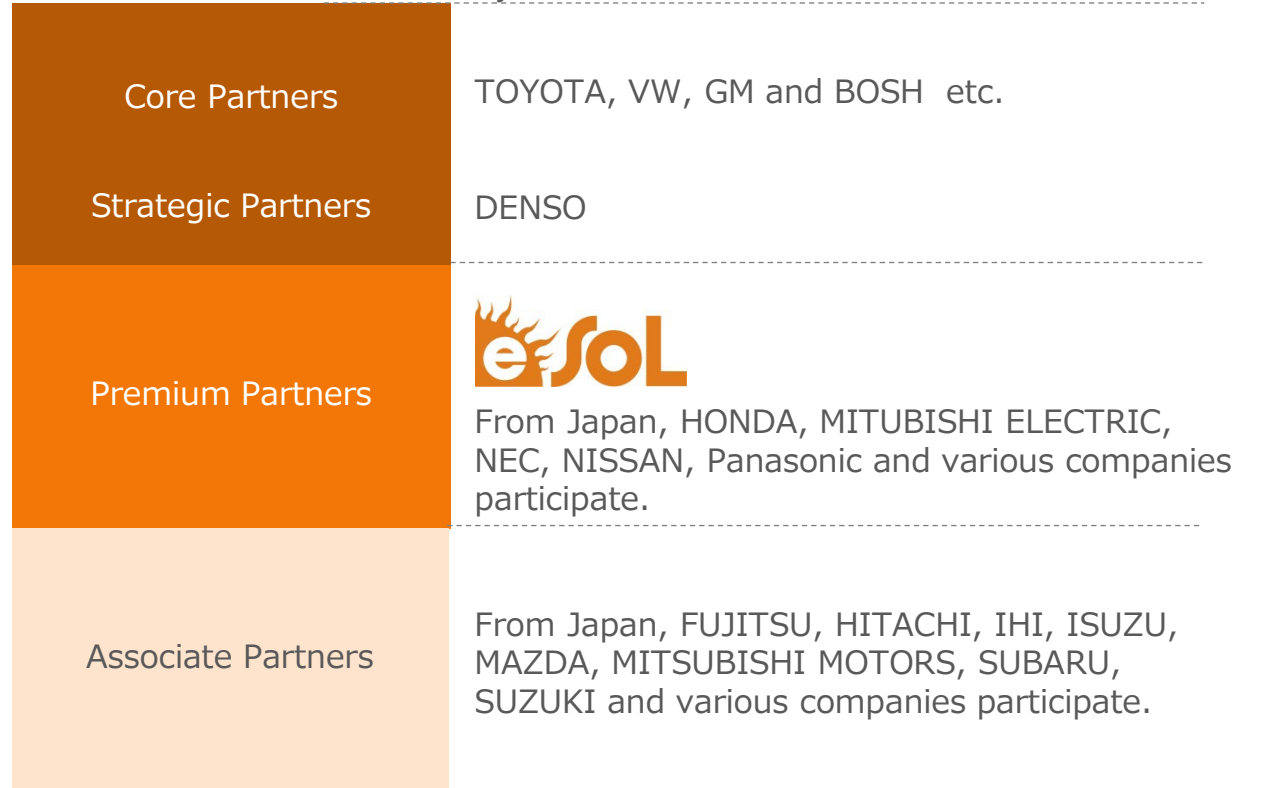 Core Partners
TOYOTA, VW, GM and BOSH etc.
Strategic Partners
DENSO
Premium Partners
eSOL
From Japan, HONDA, MITUBISHI ELECTRIC,
NEC, NISSAN, Panasonic and various companies
participate.
Associate Partners
From Japan, FUJITSU, HITACHI, IHI, ISUZU,
MAZDA, MITSUBISHI MOTORS, SUBARU,
SUZUKI and various companies participate.